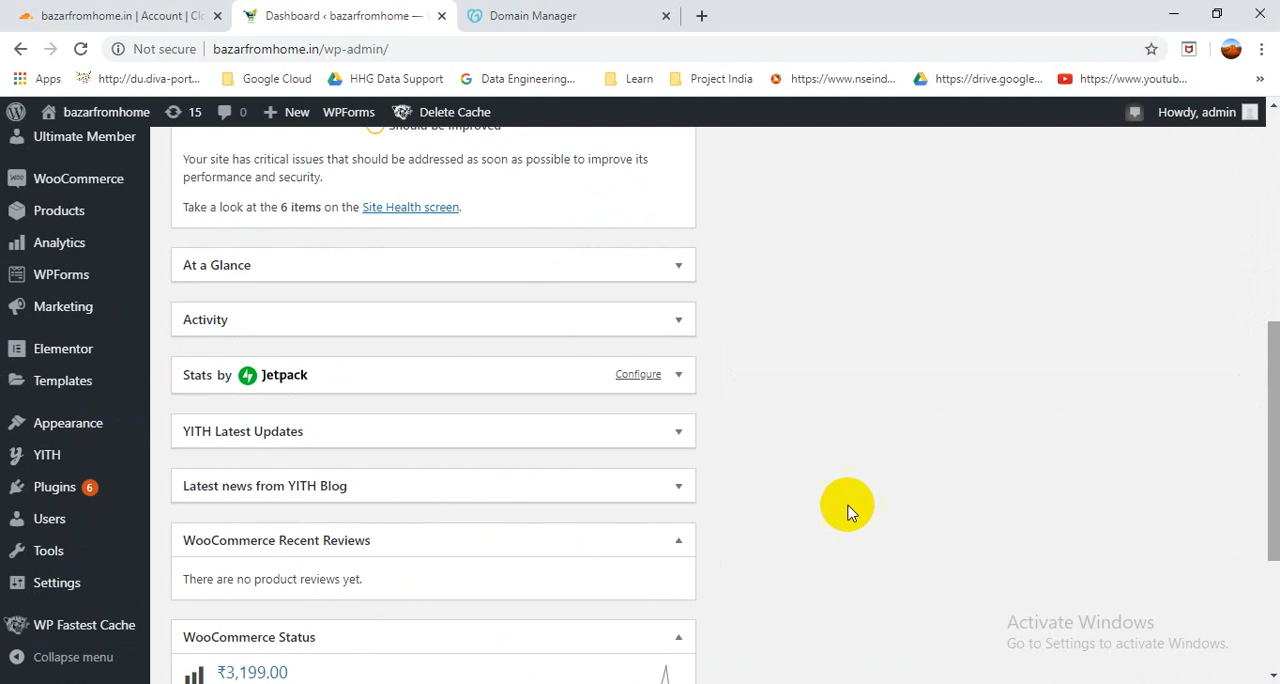 bazarfromhome.in | Account | Clo
Dashboard ‹ bazarfromhome — W
Domain Manager
Not secure
bazarfromhome.in/wp-admin/
Apps
http://du.diva-port...
Google Cloud
HHG Data Support
Data Engineering...
Learn
Project India
https://www.nseind...
https://drive.google...
https://www.youtub...
»
bazarfromhome
15
0
New
WPForms
Delete Cache
Howdy, admin
Ultimate Member
WooCommerce
Products
Analytics
WPForms
Marketing
Elementor
Templates
Appearance
YITH
Plugins 6
Users
Tools
Settings
WP Fastest Cache
Collapse menu
Should be improved
Your site has critical issues that should be addressed as soon as possible to improve its
performance and security.
Take a look at the 6 items on the Site Health screen.
At a Glance
Activity
Stats by Jetpack
Configure
YITH Latest Updates
Latest news from YITH Blog
WooCommerce Recent Reviews
There are no product reviews yet.
WooCommerce Status
₹3,199.00
Activate Windows
Go to Settings to activate Windows.